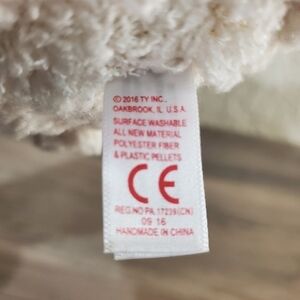 © 2016 TY INC.,
OAKBROOK, IL. U.S.A.
SURFACE WASHABLE
ALL NEW MATERIAL
POLYESTER FIBER
& PLASTIC PELLETS
CE
REG.NO PA. 17239(CN)
09 16
HANDMADE IN CHINA